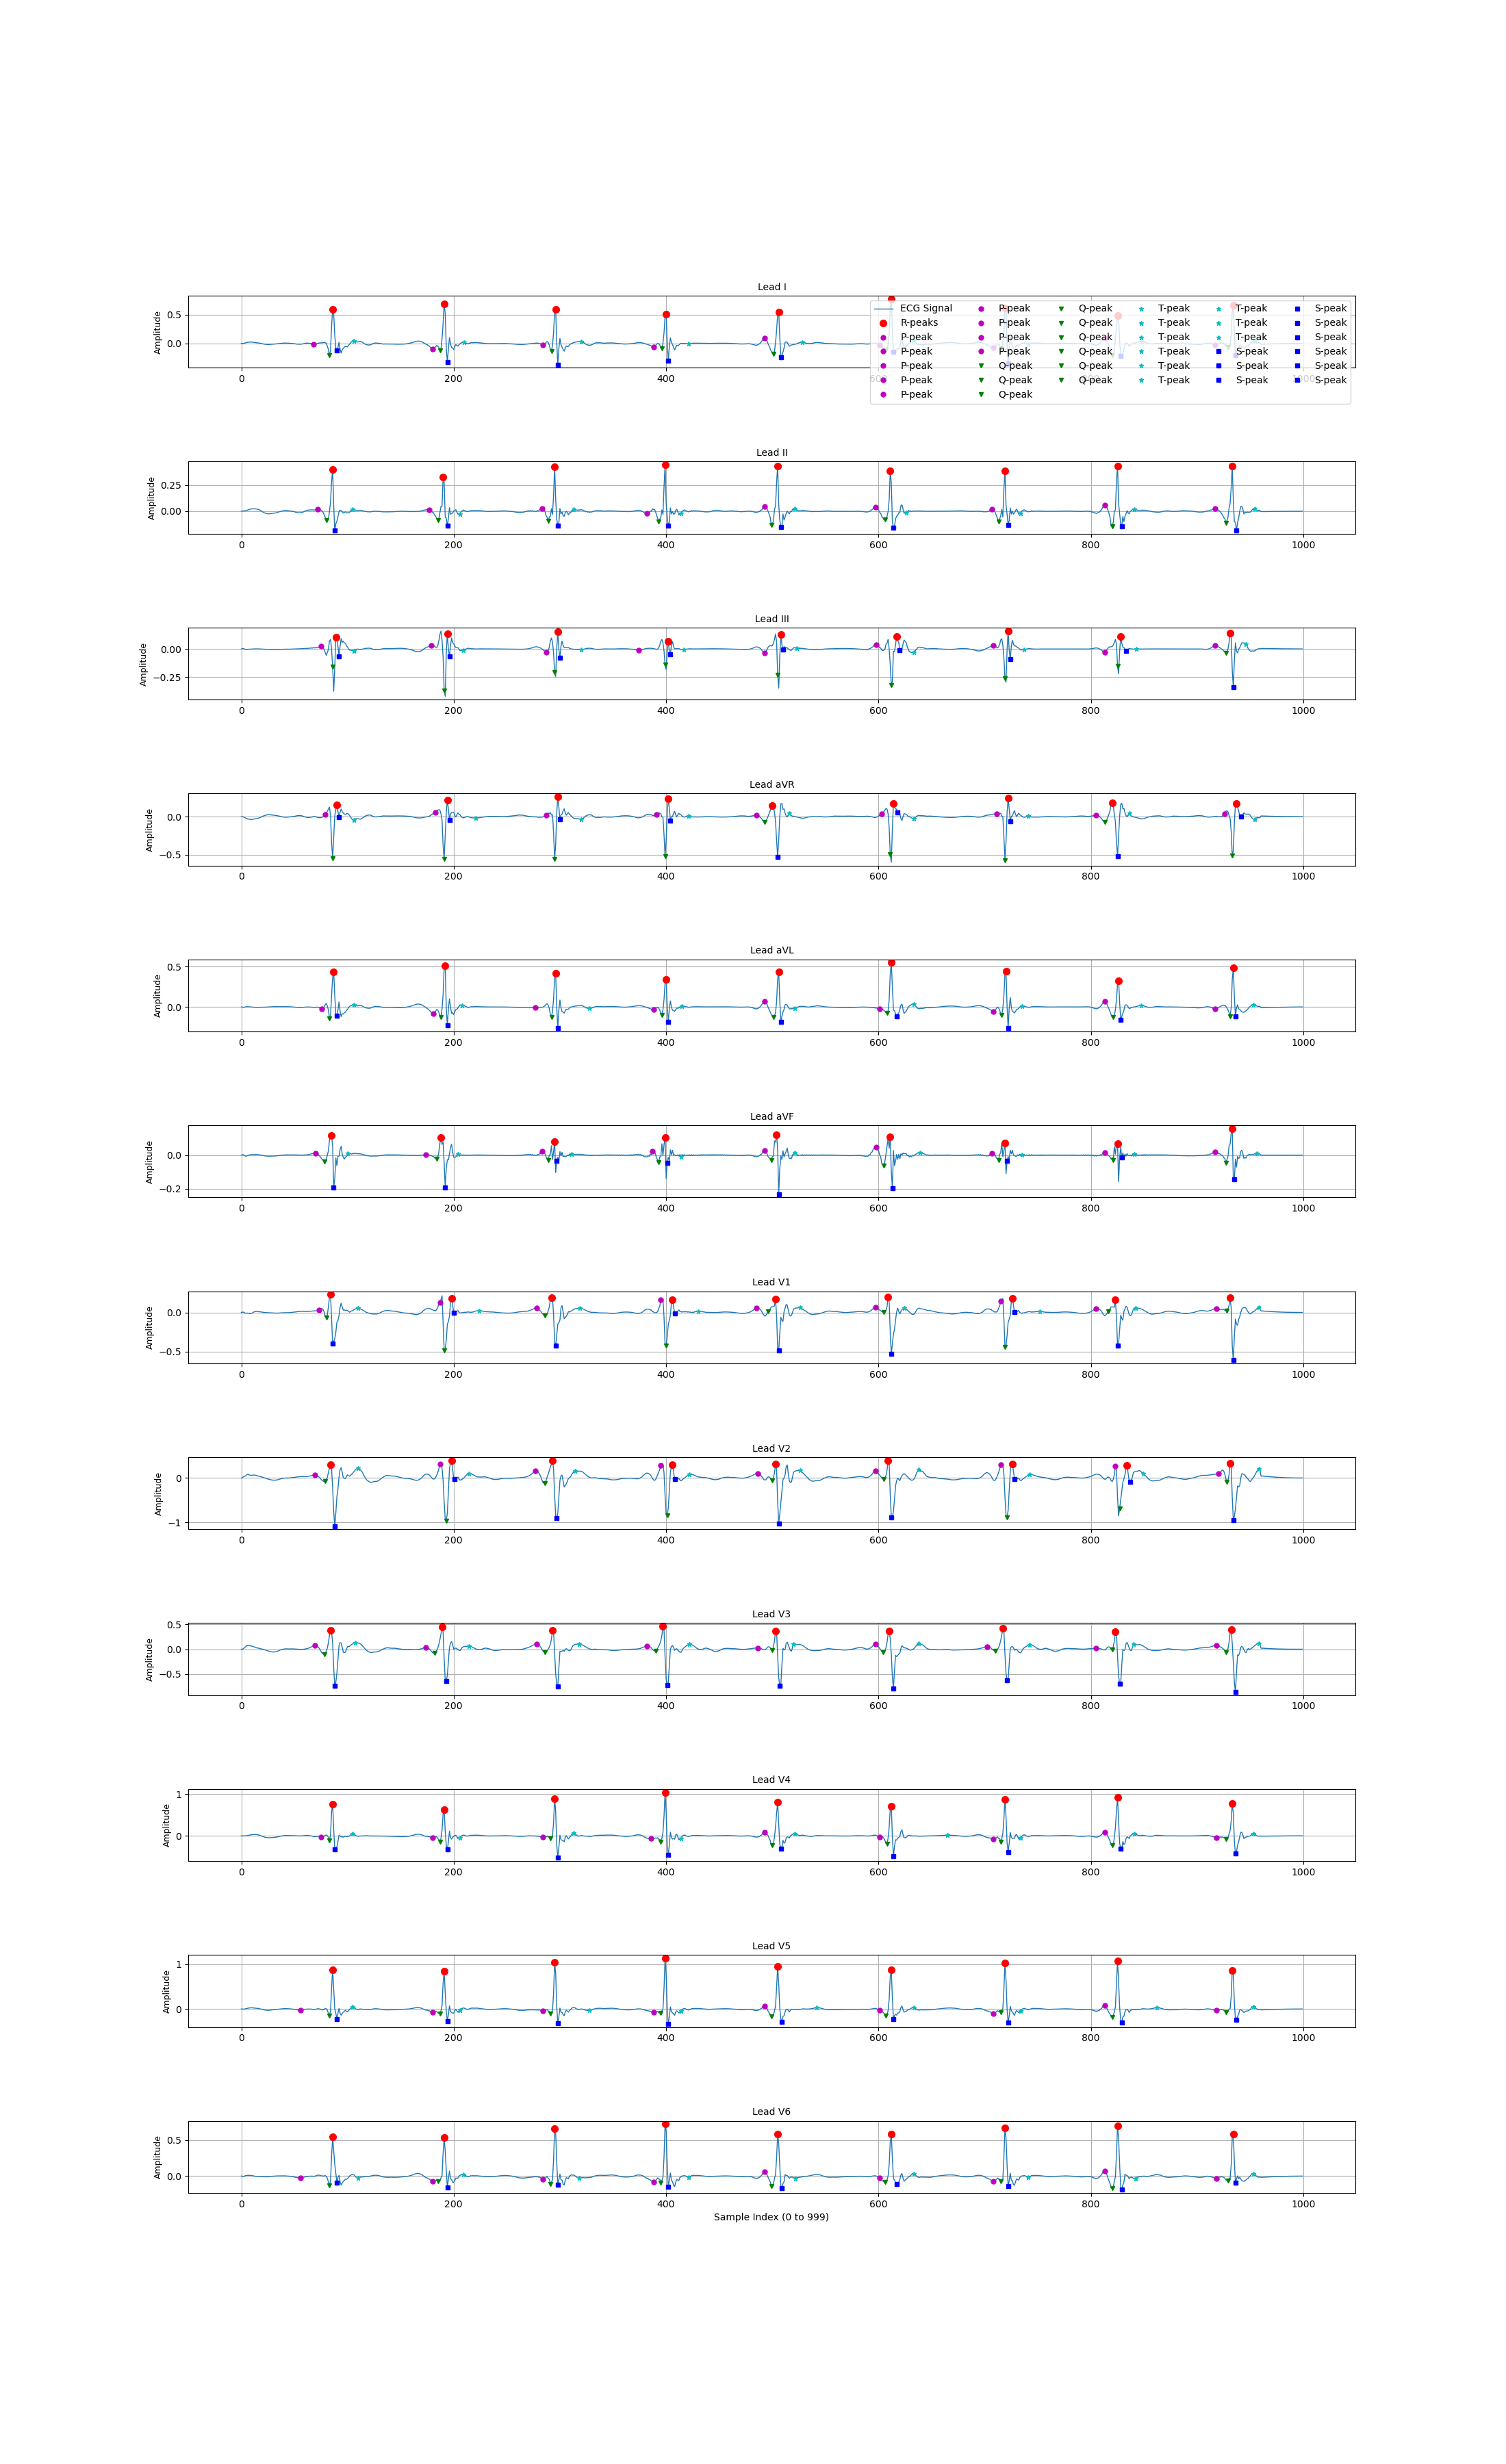 Lead I
Amplitude
0.5
0.0
0 200 400 600 1000
ECG Signal P-peak Q-peak T-peak T-peak S-peak
R-peaks P-peak Q-peak T-peak T-peak S-peak
P-peak P-peak Q-peak T-peak T-peak S-peak
P-peak P-peak Q-peak T-peak S-peak S-peak
P-peak Q-peak Q-peak T-peak S-peak S-peak
P-peak Q-peak Q-peak T-peak S-peak S-peak
P-peak Q-peak
Lead II
Amplitude
0.25
0.00
0 200 400 600 800 1000
Lead III
Amplitude
0.00
−0.25
0 200 400 600 800 1000
Lead aVR
Amplitude
0.0
−0.5
0 200 400 600 800 1000
Lead aVL
Amplitude
0.5
0.0
0 200 400 600 800 1000
Lead aVF
Amplitude
0.0
−0.2
0 200 400 600 800 1000
Lead V1
Amplitude
0.0
−0.5
0 200 400 600 800 1000
Lead V2
Amplitude
0
−1
0 200 400 600 800 1000
Lead V3
Amplitude
0.5
0.0
−0.5
0 200 400 600 800 1000
Lead V4
Amplitude
1
0
0 200 400 600 800 1000
Lead V5
Amplitude
1
0
0 200 400 600 800 1000
Lead V6
Amplitude
0.5
0.0
0 200 400 600 800 1000
Sample Index (0 to 999)